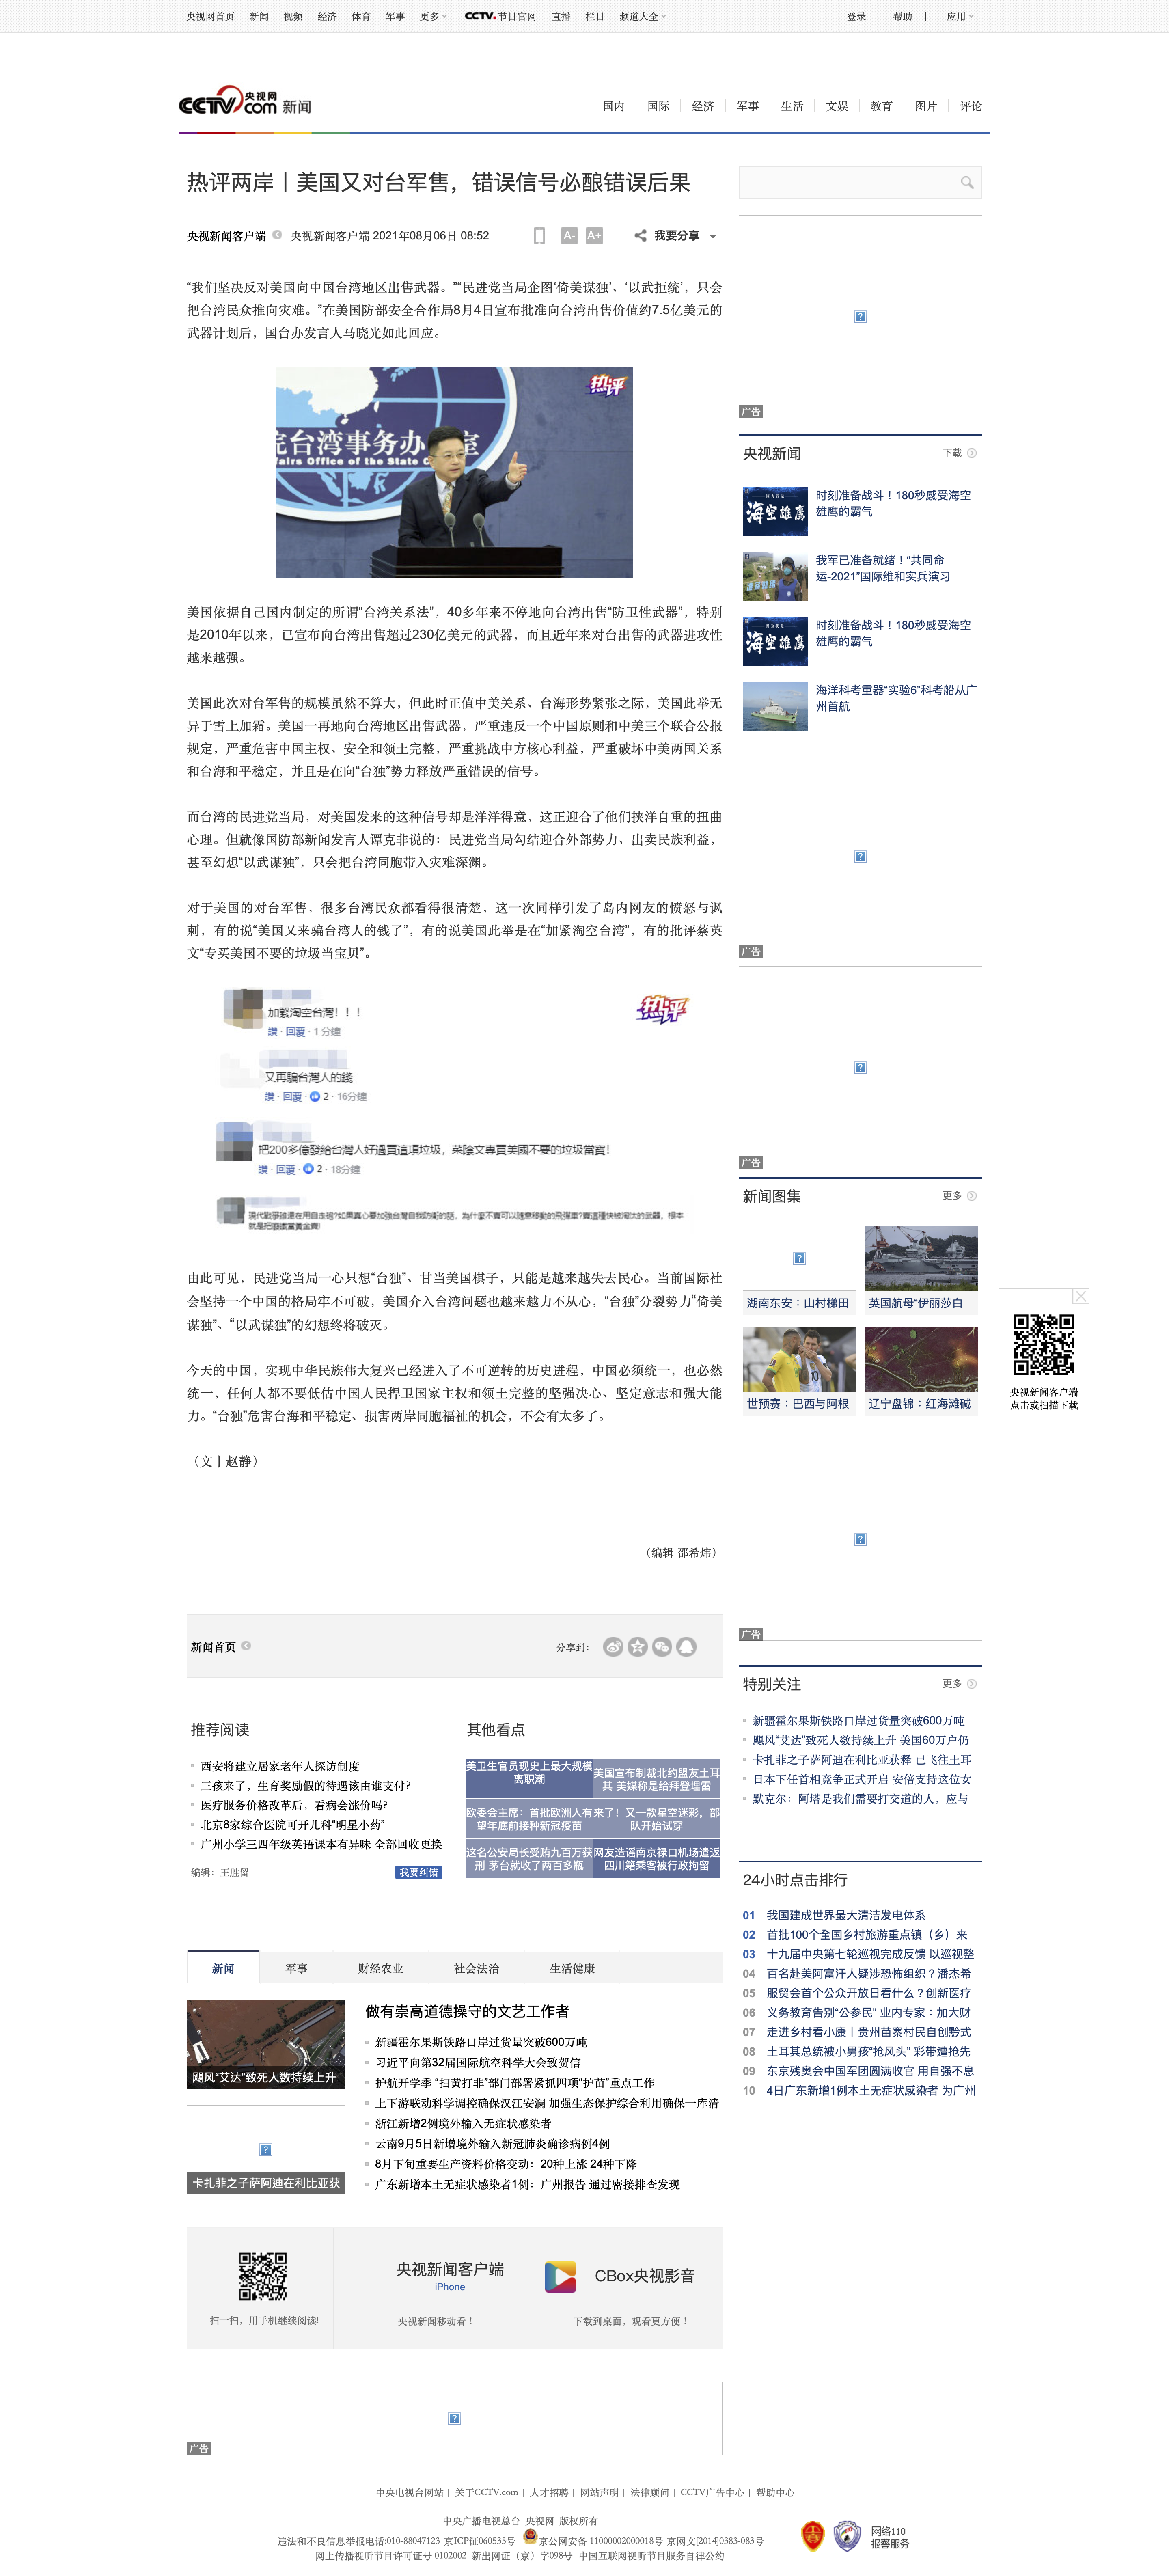 央视网首页 新闻 视频 经济 体育 军事 更多 CCTV.节目官网 直播 栏目 频道大全 登录 | 帮助 | 应用
CCTV.com 央视网 新闻
国内 国际 经济 军事 生活 文娱 教育 图片 评论
热评两岸丨美国又对台军售，错误信号必酿错误后果
央视新闻客户端 央视新闻客户端 2021年08月06日 08:52 A- A+ 我要分享
“我们坚决反对美国向中国台湾地区出售武器。”“民进党当局企图‘倚美谋独’、‘以武拒统’，只会
把台湾民众推向灾难。”在美国防部安全合作局8月4日宣布批准向台湾出售价值约7.5亿美元的
武器计划后，国台办发言人马晓光如此回应。
热评
院台湾事务办
ffairs Office of the State Co
美国依据自己国内制定的所谓“台湾关系法”，40多年来不停地向台湾出售“防卫性武器”，特别
是2010年以来，已宣布向台湾出售超过230亿美元的武器，而且近年来对台出售的武器进攻性
越来越强。
美国此次对台军售的规模虽然不算大，但此时正值中美关系、台海形势紧张之际，美国此举无
异于雪上加霜。美国一再地向台湾地区出售武器，严重违反一个中国原则和中美三个联合公报
规定，严重危害中国主权、安全和领土完整，严重挑战中方核心利益，严重破坏中美两国关系
和台海和平稳定，并且是在向“台独”势力释放严重错误的信号。
而台湾的民进党当局，对美国发来的这种信号却是洋洋得意，这正迎合了他们挟洋自重的扭曲
心理。但就像国防部新闻发言人谭克非说的：民进党当局勾结迎合外部势力、出卖民族利益，
甚至幻想“以武谋独”，只会把台湾同胞带入灾难深渊。
对于美国的对台军售，很多台湾民众都看得很清楚，这一次同样引发了岛内网友的愤怒与讽
刺，有的说“美国又来骗台湾人的钱了”，有的说美国此举是在“加紧淘空台湾”，有的批评蔡英
文“专买美国不要的垃圾当宝贝”。
热评
加緊淘空台灣！！！
讚 · 回覆 · 1 分鐘
又再騙台灣人的錢
讚 · 回覆 · 2 · 16分鐘
把200多億發給台灣人好過買這項垃圾，菜陰文專買美國不要的垃圾當寶!
讚 · 回覆 · 2 · 18分鐘
現代戰爭誰還在用自走砲?如果真心要加強台灣自我防衛的話，為什麼不賣可以隨意移動的飛彈車?賣這種快被淘汰的武器，根本
就是把廢鐵當黃金賣!
由此可见，民进党当局一心只想“台独”、甘当美国棋子，只能是越来越失去民心。当前国际社
会坚持一个中国的格局牢不可破，美国介入台湾问题也越来越力不从心，“台独”分裂势力“倚美
谋独”、“以武谋独”的幻想终将破灭。
今天的中国，实现中华民族伟大复兴已经进入了不可逆转的历史进程，中国必须统一，也必然
统一，任何人都不要低估中国人民捍卫国家主权和领土完整的坚强决心、坚定意志和强大能
力。“台独”危害台海和平稳定、损害两岸同胞福祉的机会，不会有太多了。
（文丨赵静）
（编辑 邵希炜）
新闻首页 分享到：
推荐阅读
西安将建立居家老年人探访制度
三孩来了，生育奖励假的待遇该由谁支付?
医疗服务价格改革后，看病会涨价吗?
北京8家综合医院可开儿科“明星小药”
广州小学三四年级英语课本有异味 全部回收更换
编辑：王胜留 我要纠错
其他看点
美卫生官员现史上最大规模
离职潮
美国宣布制裁北约盟友土耳
其 美媒称是给拜登埋雷
欧委会主席：首批欧洲人有
望年底前接种新冠疫苗
来了！又一款星空迷彩，部
队开始试穿
这名公安局长受贿九百万获
刑 茅台就收了两百多瓶
网友造谣南京禄口机场遣返
四川籍乘客被行政拘留
新闻 军事 财经农业 社会法治 生活健康
飓风“艾达”致死人数持续上升
卡扎菲之子萨阿迪在利比亚获
做有崇高道德操守的文艺工作者
新疆霍尔果斯铁路口岸过货量突破600万吨
习近平向第32届国际航空科学大会致贺信
护航开学季 “扫黄打非”部门部署紧抓四项“护苗”重点工作
上下游联动科学调控确保汉江安澜 加强生态保护综合利用确保一库清
浙江新增2例境外输入无症状感染者
云南9月5日新增境外输入新冠肺炎确诊病例4例
8月下旬重要生产资料价格变动：20种上涨 24种下降
广东新增本土无症状感染者1例：广州报告 通过密接排查发现
扫一扫，用手机继续阅读!
央视新闻客户端
iPhone
央视新闻移动看！
CBox央视影音
下载到桌面，观看更方便！
广告
广告
央视新闻 下载
海空雄鹰
时刻准备战斗！180秒感受海空
雄鹰的霸气
我军已准备就绪！“共同命
运-2021”国际维和实兵演习
海空雄鹰
时刻准备战斗！180秒感受海空
雄鹰的霸气
海洋科考重器“实验6”科考船从广
州首航
广告
广告
新闻图集 更多
湖南东安：山村梯田
英国航母“伊丽莎白
世预赛：巴西与阿根
辽宁盘锦：红海滩碱
央视新闻客户端
点击或扫描下载
广告
特别关注 更多
新疆霍尔果斯铁路口岸过货量突破600万吨
飓风“艾达”致死人数持续上升 美国60万户仍
卡扎菲之子萨阿迪在利比亚获释 已飞往土耳
日本下任首相竞争正式开启 安倍支持这位女
默克尔：阿塔是我们需要打交道的人，应与
24小时点击排行
01 我国建成世界最大清洁发电体系
02 首批100个全国乡村旅游重点镇（乡）来
03 十九届中央第七轮巡视完成反馈 以巡视整
04 百名赴美阿富汗人疑涉恐怖组织？潘杰希
05 服贸会首个公众开放日看什么？创新医疗
06 义务教育告别“公参民” 业内专家：加大财
07 走进乡村看小康丨贵州苗寨村民自创黔式
08 土耳其总统被小男孩“抢风头” 彩带遭抢先
09 东京残奥会中国军团圆满收官 用自强不息
10 4日广东新增1例本土无症状感染者 为广州
中央电视台网站 | 关于CCTV.com | 人才招聘 | 网站声明 | 法律顾问 | CCTV广告中心 | 帮助中心
中央广播电视总台 央视网 版权所有
违法和不良信息举报电话:010-88047123 京ICP证060535号 京公网安备 11000002000018号 京网文[2014]0383-083号
网上传播视听节目许可证号 0102002 新出网证（京）字098号 中国互联网视听节目服务自律公约
网络110
报警服务